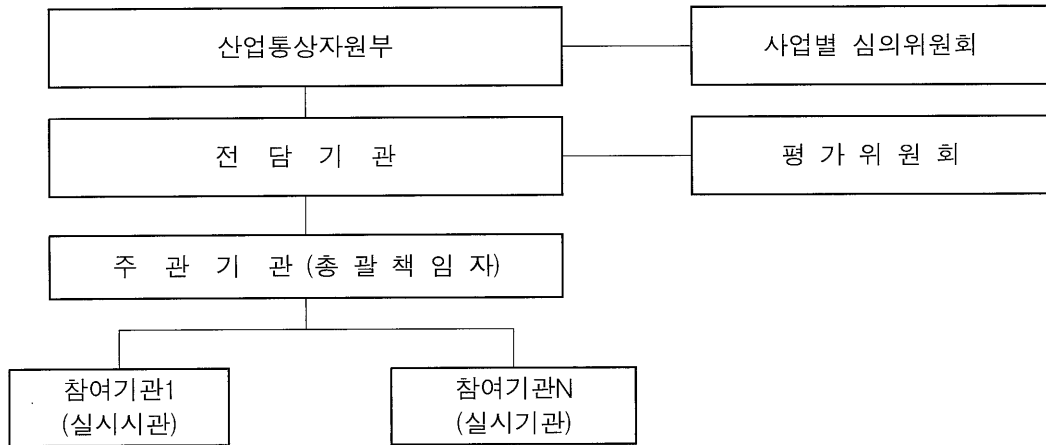 산업통상자원부
사업별 심의위원회
전 담 기 관
평 가 위 원 회
주 관 기 관 (총 괄 책 임 자)
참여기관1
(실시시관)
참여기관N
(실시기관)